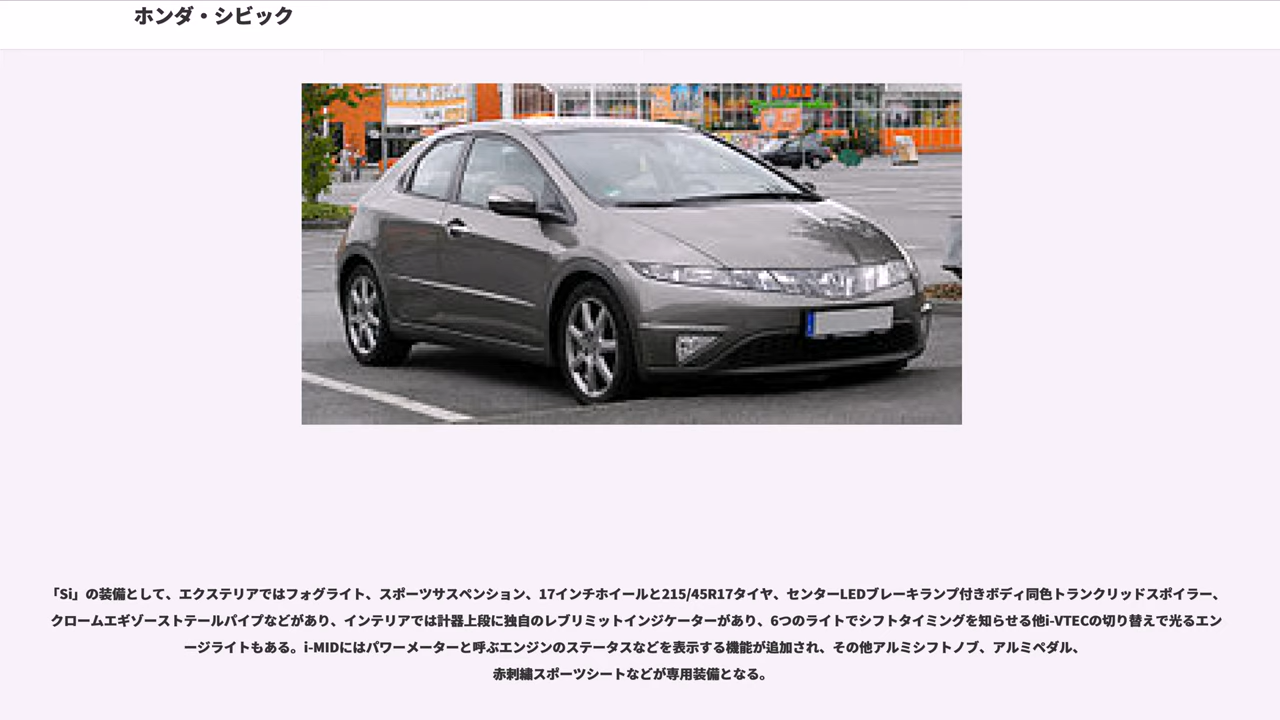 ホンダ・シビック
「Si」の装備として、エクステリアではフォグライト、スポーツサスペンション、17インチホイールと215/45R17タイヤ、センターLEDブレーキランプ付きボディ同色トランクリッドスポイラー、
クロームエギゾーストテールパイプなどがあり、インテリアでは計器上段に独自のレブリミットインジケーターがあり、6つのライトでシフトタイミングを知らせる他i-VTECの切り替えで光るエン
ージライトもある。i-MIDにはパワーメーターと呼ぶエンジンのステータスなどを表示する機能が追加され、その他アルミシフトノブ、アルミペダル、
赤刺繍スポーツシートなどが専用装備となる。